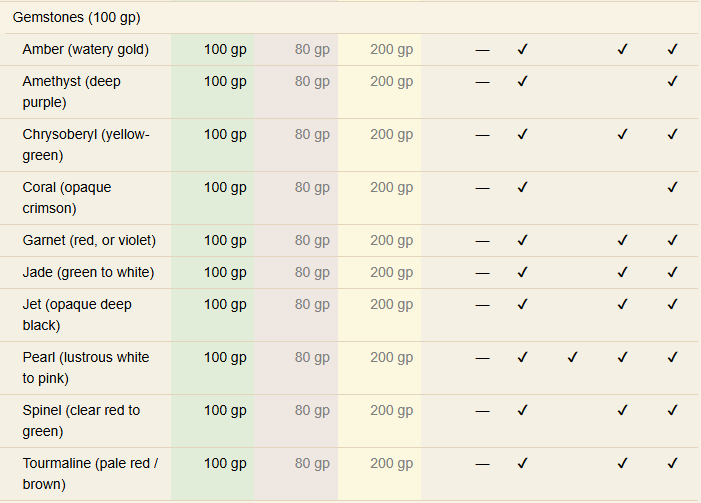 Gemstones (100 gp)
Amber (watery gold) 100 gp 80 gp 200 gp — ✓ ✓ ✓
Amethyst (deep 100 gp 80 gp 200 gp — ✓ ✓
purple)
Chrysoberyl (yellow- 100 gp 80 gp 200 gp — ✓ ✓ ✓
green)
Coral (opaque 100 gp 80 gp 200 gp — ✓ ✓
crimson)
Garnet (red, or violet) 100 gp 80 gp 200 gp — ✓ ✓ ✓
Jade (green to white) 100 gp 80 gp 200 gp — ✓ ✓ ✓
Jet (opaque deep 100 gp 80 gp 200 gp — ✓ ✓ ✓
black)
Pearl (lustrous white 100 gp 80 gp 200 gp — ✓ ✓ ✓ ✓
to pink)
Spinel (clear red to 100 gp 80 gp 200 gp — ✓ ✓ ✓
green)
Tourmaline (pale red / 100 gp 80 gp 200 gp — ✓ ✓ ✓
brown)